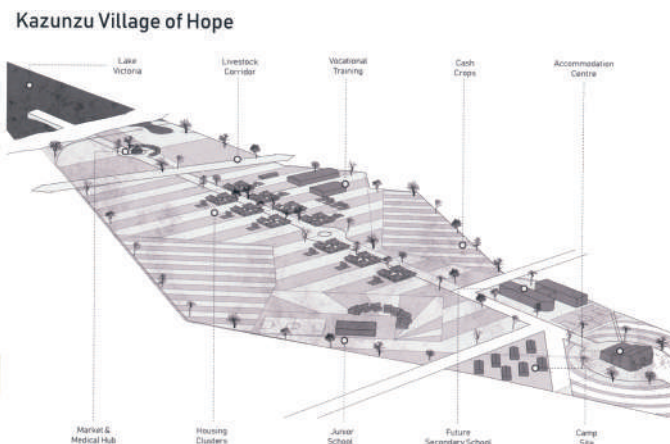 Kazunzu Village of Hope
Lake
Victoria
Livestock
Corridor
Vocational
Training
Cash
Crops
Accommodation
Centre
Market &
Medical Hub
Housing
Clusters
Junior
School
Future
Secondary School
Camp
Site